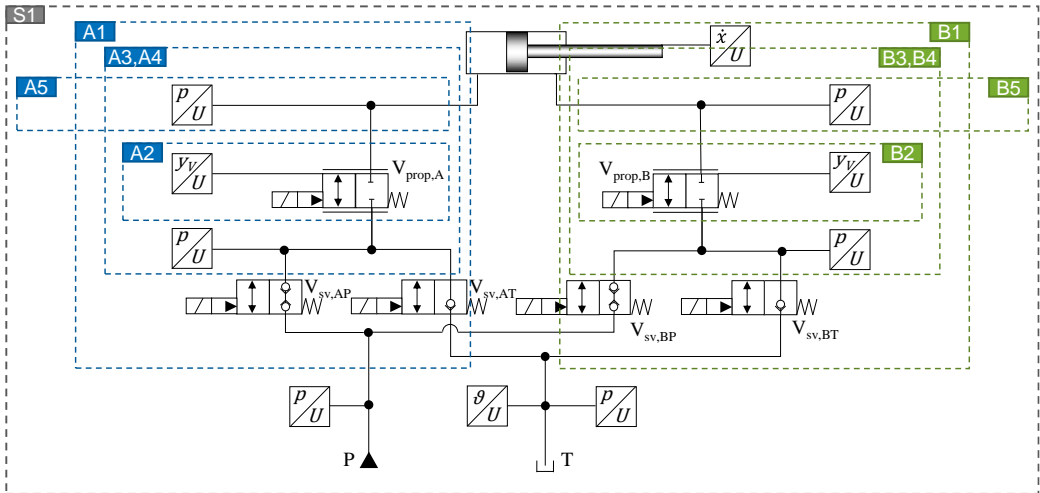 S1
A1
B1
A3,A4
B3,B4
ẋ
U
A5
B5
p
U
p
U
A2
B2
y_V
U
V_prop,A
V_prop,B
y_V
U
p
U
p
U
V_sv,AP
V_sv,AT
V_sv,BP
V_sv,BT
p
U
ϑ
U
p
U
P
T